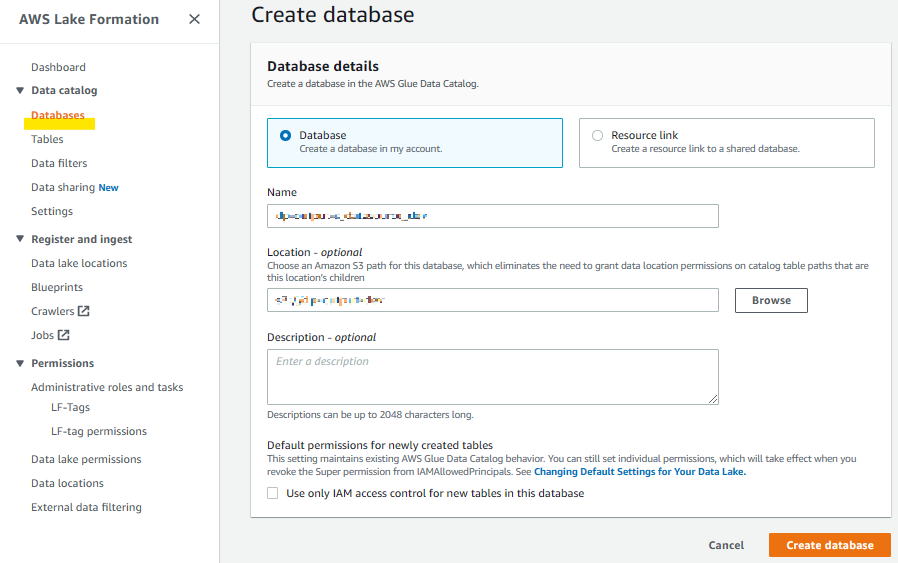 AWS Lake Formation
Dashboard
Data catalog
Databases
Tables
Data filters
Data sharing New
Settings
Register and ingest
Data lake locations
Blueprints
Crawlers
Jobs
Permissions
Administrative roles and tasks
LF-Tags
LF-tag permissions
Data lake permissions
Data locations
External data filtering
Create database
Database details
Create a database in the AWS Glue Data Catalog.
Database
Create a database in my account.
Resource link
Create a resource link to a shared database.
Name
Location - optional
Choose an Amazon S3 path for this database, which eliminates the need to grant data location permissions on catalog table paths that are
this location's children
Browse
Description - optional
Enter a description
Descriptions can be up to 2048 characters long.
Default permissions for newly created tables
This setting maintains existing AWS Glue Data Catalog behavior. You can still set individual permissions, which will take effect when you
revoke the Super permission from IAMAllowedPrincipals. See Changing Default Settings for Your Data Lake.
Use only IAM access control for new tables in this database
Cancel
Create database